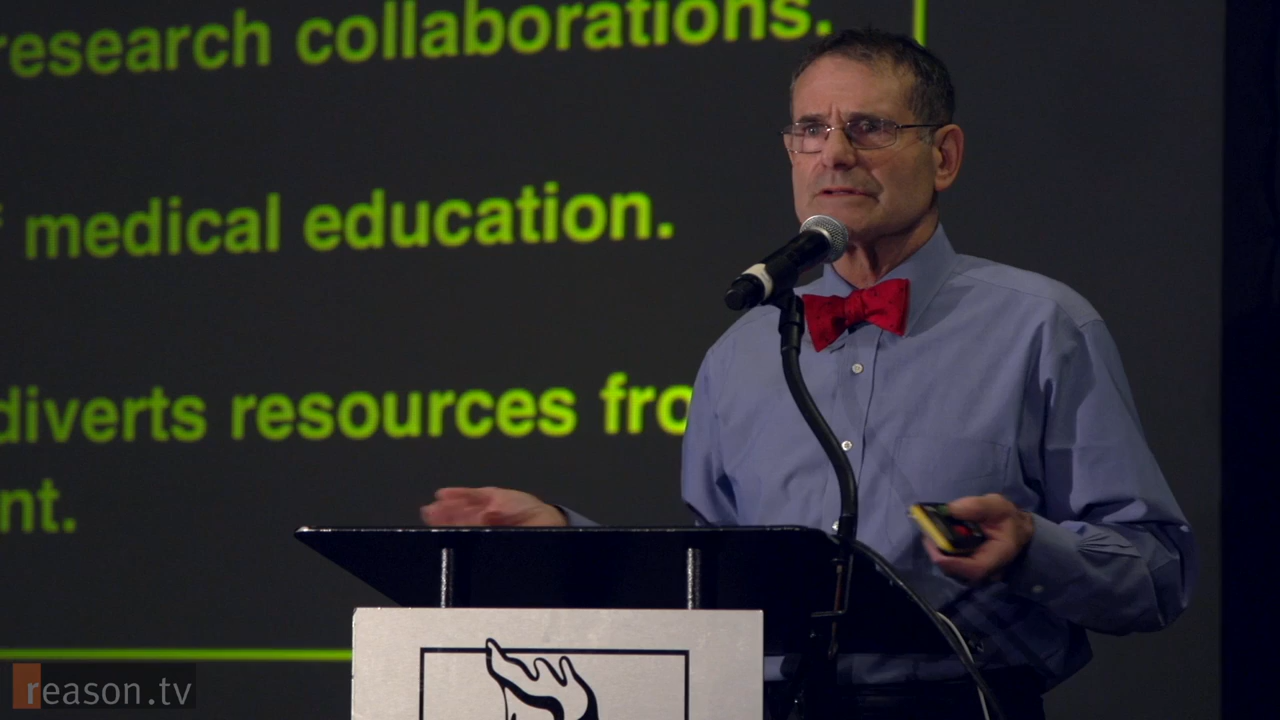 research collaborations.
medical education.
diverts resources fro
nt.
reason.tv